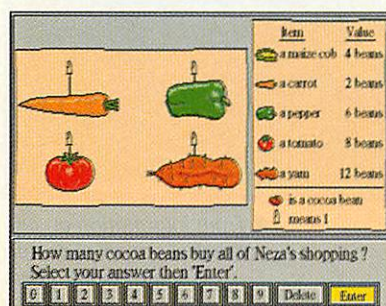 Item Value
a maize cob 4 beans
a carrot 2 beans
a pepper 6 beans
a tomato 8 beans
a yam 12 beans
is a cocoa bean
means 1
How many cocoa beans buy all of Neza's shopping ?
Select your answer then 'Enter'.
0 1 2 3 4 5 6 7 8 9 Delete Enter